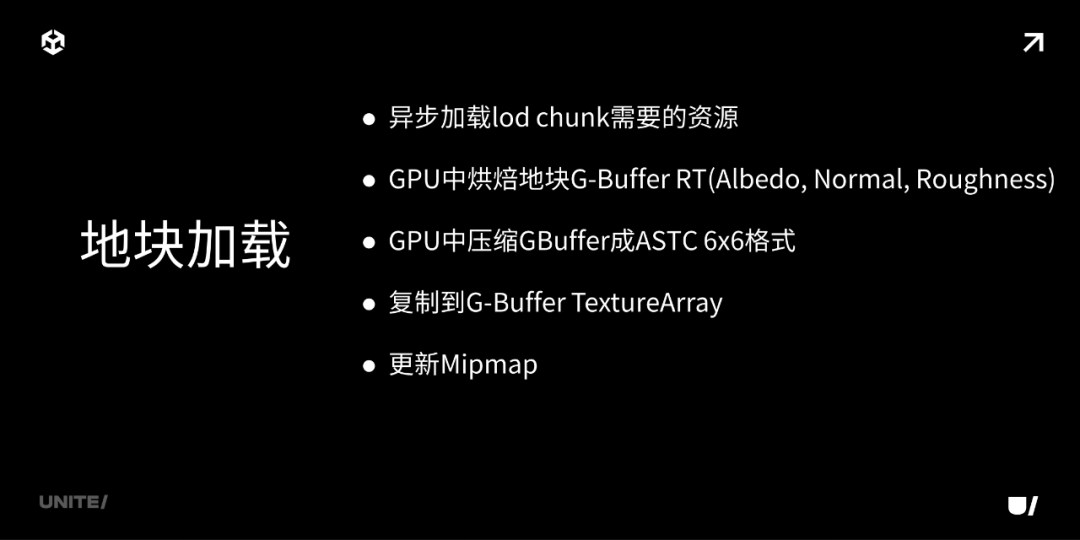 地块加载
● 异步加载lod chunk需要的资源
● GPU中烘焙地块G-Buffer RT(Albedo, Normal, Roughness)
● GPU中压缩GBuffer成ASTC 6x6格式
● 复制到G-Buffer TextureArray
● 更新Mipmap
UNITE/
U/